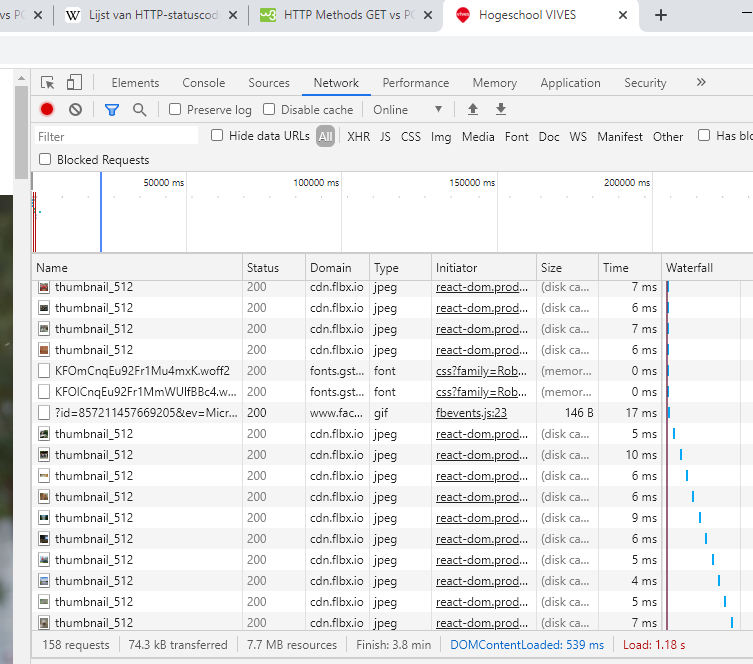 vs PC Lijst van HTTP-statuscod HTTP Methods GET vs PC Hogeschool VIVES
Elements Console Sources Network Performance Memory Application Security »
Preserve log Disable cache Online
Filter Hide data URLs All XHR JS CSS Img Media Font Doc WS Manifest Other Has blo
Blocked Requests
50000 ms 100000 ms 150000 ms 200000 ms
Name Status Domain Type Initiator Size Time Waterfall
thumbnail_512 200 cdn.flbx.io jpeg react-dom.prod... (disk ca... 7 ms
thumbnail_512 200 cdn.flbx.io jpeg react-dom.prod... (disk ca... 6 ms
thumbnail_512 200 cdn.flbx.io jpeg react-dom.prod... (disk ca... 7 ms
thumbnail_512 200 cdn.flbx.io jpeg react-dom.prod... (disk ca... 6 ms
KFOmCnqEu92Fr1Mu4mxK.woff2 200 fonts.gst... font css?family=Rob... (memor... 0 ms
KFOlCnqEu92Fr1MmWUlfBBc4.w... 200 fonts.gst... font css?family=Rob... (memor... 0 ms
?id=857211457669205&ev=Micr... 200 www.fac... gif fbevents.js:23 146 B 17 ms
thumbnail_512 200 cdn.flbx.io jpeg react-dom.prod... (disk ca... 5 ms
thumbnail_512 200 cdn.flbx.io jpeg react-dom.prod... (disk ca... 10 ms
thumbnail_512 200 cdn.flbx.io jpeg react-dom.prod... (disk ca... 6 ms
thumbnail_512 200 cdn.flbx.io jpeg react-dom.prod... (disk ca... 6 ms
thumbnail_512 200 cdn.flbx.io jpeg react-dom.prod... (disk ca... 9 ms
thumbnail_512 200 cdn.flbx.io jpeg react-dom.prod... (disk ca... 6 ms
thumbnail_512 200 cdn.flbx.io jpeg react-dom.prod... (disk ca... 5 ms
thumbnail_512 200 cdn.flbx.io jpeg react-dom.prod... (disk ca... 4 ms
thumbnail_512 200 cdn.flbx.io jpeg react-dom.prod... (disk ca... 5 ms
thumbnail_512 200 cdn.flbx.io jpeg react-dom.prod... (disk ca... 7 ms
158 requests 74.3 kB transferred 7.7 MB resources Finish: 3.8 min DOMContentLoaded: 539 ms Load: 1.18 s